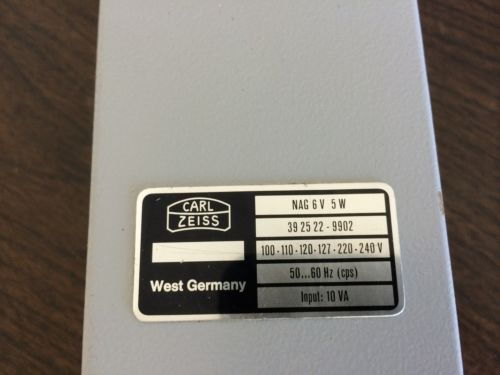 CARL
ZEISS
West Germany
NAG 6 V 5 W
39 25 22 - 9902
100 - 110 - 120 - 127 - 220 - 240 V
50...60 Hz (cps)
Input: 10 VA